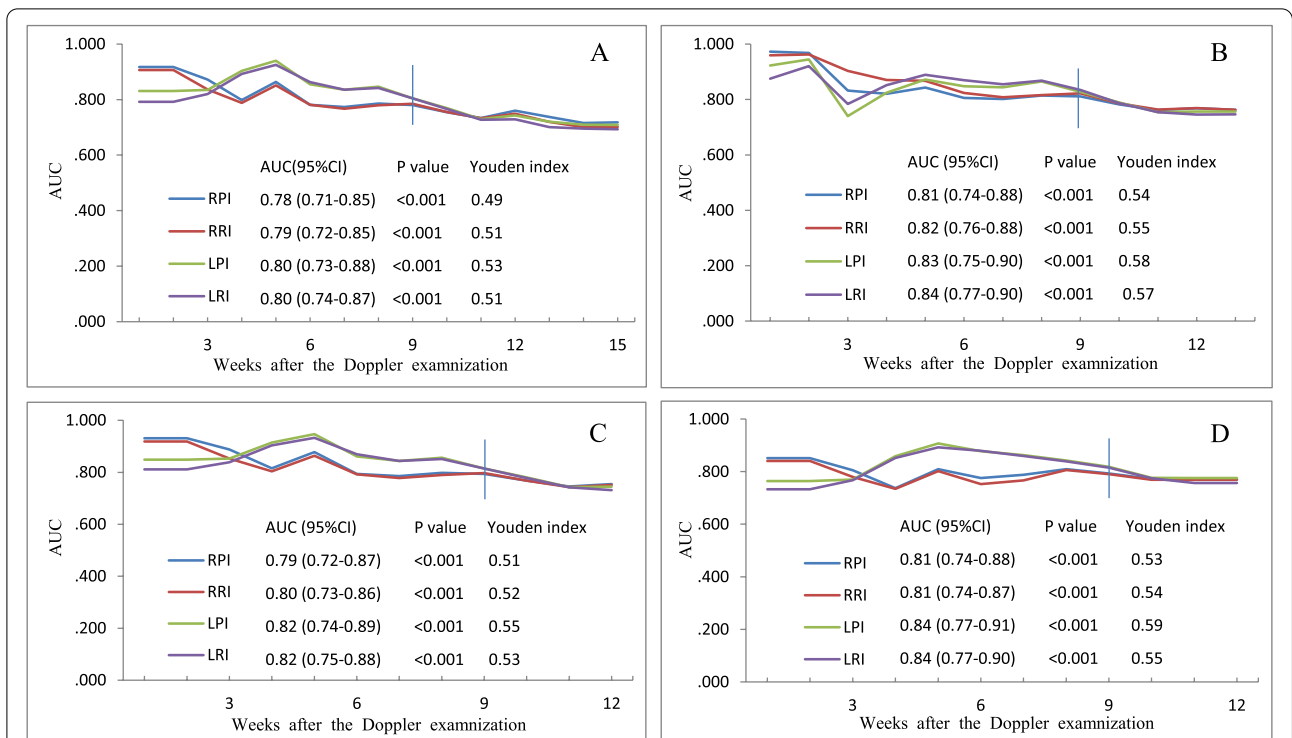 A
1.000
.800
.600
.400
.200
.000
AUC
AUC(95%CI) P value Youden index
RPI 0.78 (0.71-0.85) <0.001 0.49
RRI 0.79 (0.72-0.85) <0.001 0.51
LPI 0.80 (0.73-0.88) <0.001 0.53
LRI 0.80 (0.74-0.87) <0.001 0.51
3 6 9 12 15
Weeks after the Doppler examnization
B
1.000
.800
.600
.400
.200
.000
AUC
AUC (95%CI) P value Youden index
RPI 0.81 (0.74-0.88) <0.001 0.54
RRI 0.82 (0.76-0.88) <0.001 0.55
LPI 0.83 (0.75-0.90) <0.001 0.58
LRI 0.84 (0.77-0.90) <0.001 0.57
3 6 9 12
Weeks after the Doppler examnization
C
1.000
.800
.600
.400
.200
.000
AUC
AUC (95%CI) P value Youden index
RPI 0.79 (0.72-0.87) <0.001 0.51
RRI 0.80 (0.73-0.86) <0.001 0.52
LPI 0.82 (0.74-0.89) <0.001 0.55
LRI 0.82 (0.75-0.88) <0.001 0.53
3 6 9 12
Weeks after the Doppler examnization
D
1.000
.800
.600
.400
.200
.000
AUC
AUC (95%CI) P value Youden index
RPI 0.81 (0.74-0.88) <0.001 0.53
RRI 0.81 (0.74-0.87) <0.001 0.54
LPI 0.84 (0.77-0.91) <0.001 0.59
LRI 0.84 (0.77-0.90) <0.001 0.55
3 6 9 12
Weeks after the Doppler examnization